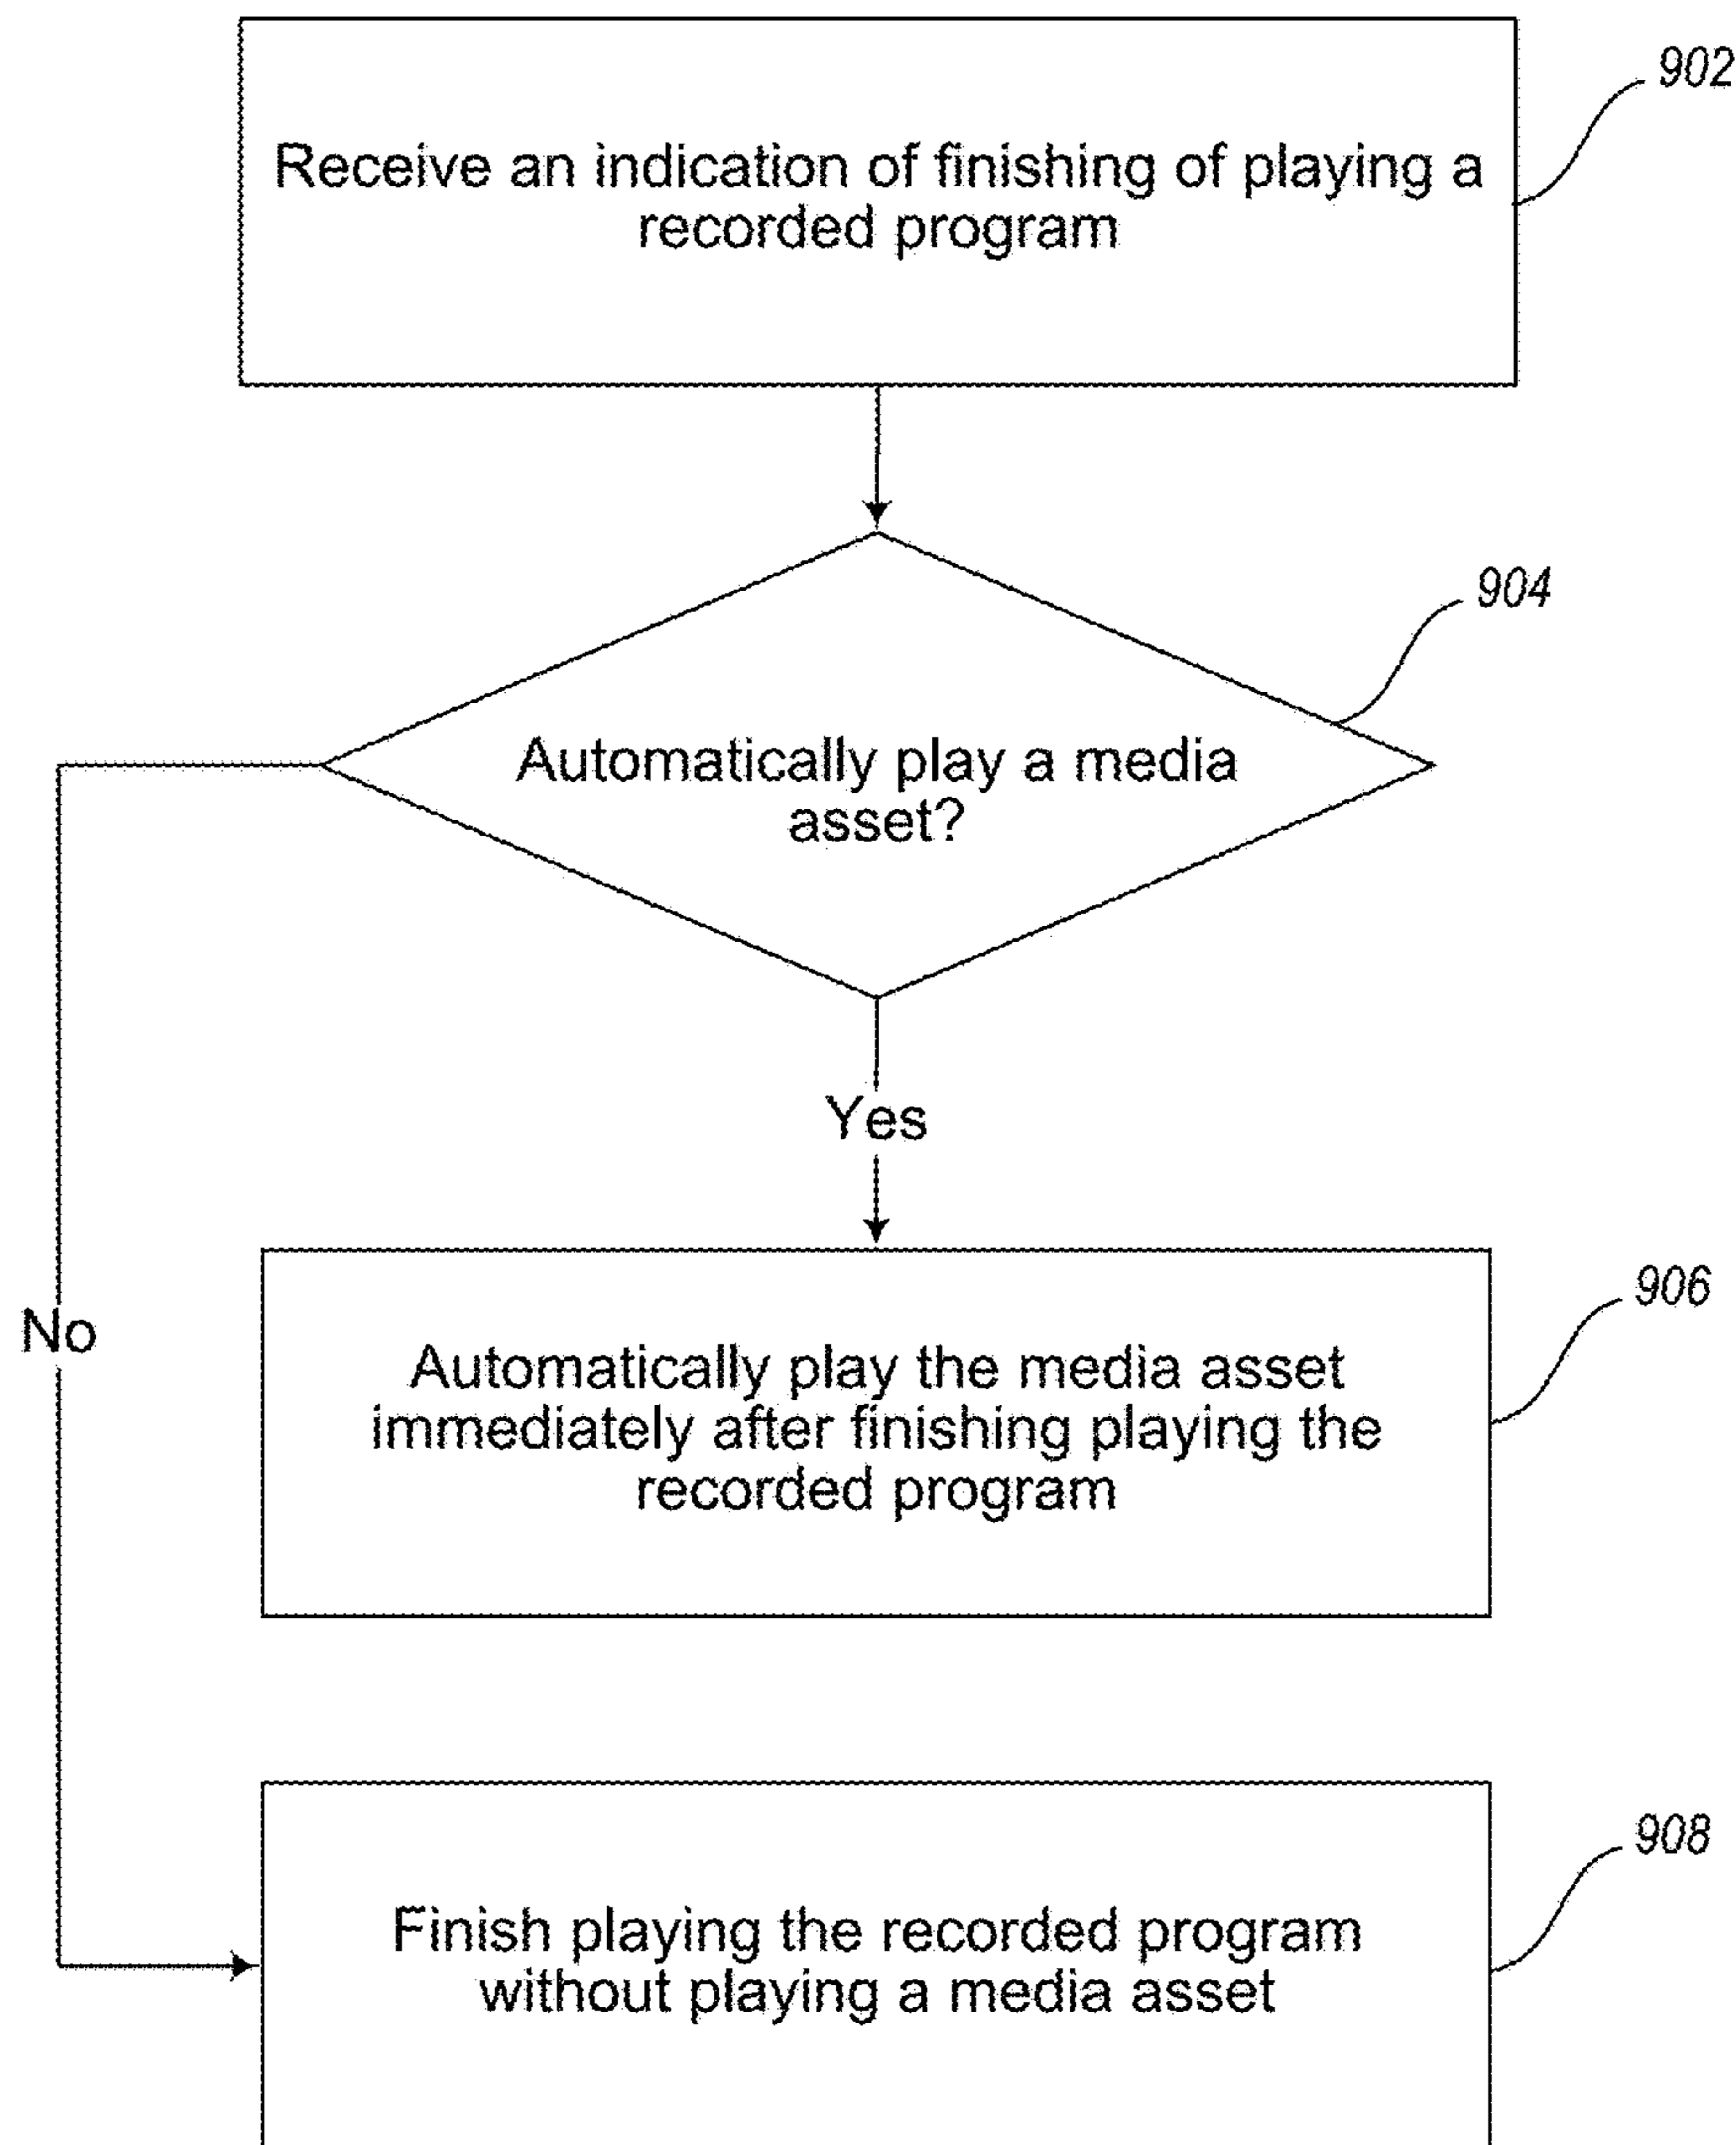 902
Receive an indication of finishing of playing a
recorded program
904
Automatically play a media
asset?
Yes
No
906
Automatically play the media asset
immediately after finishing playing the
recorded program
908
Finish playing the recorded program
without playing a media asset